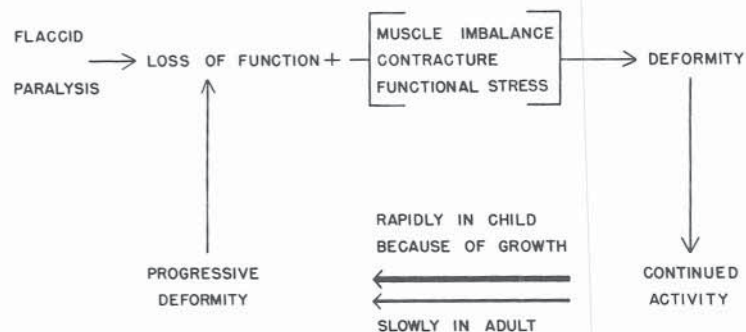 FLACCID
PARALYSIS
LOSS OF FUNCTION +
MUSCLE IMBALANCE
CONTRACTURE
FUNCTIONAL STRESS
DEFORMITY
CONTINUED
ACTIVITY
RAPIDLY IN CHILD
BECAUSE OF GROWTH
SLOWLY IN ADULT
PROGRESSIVE
DEFORMITY